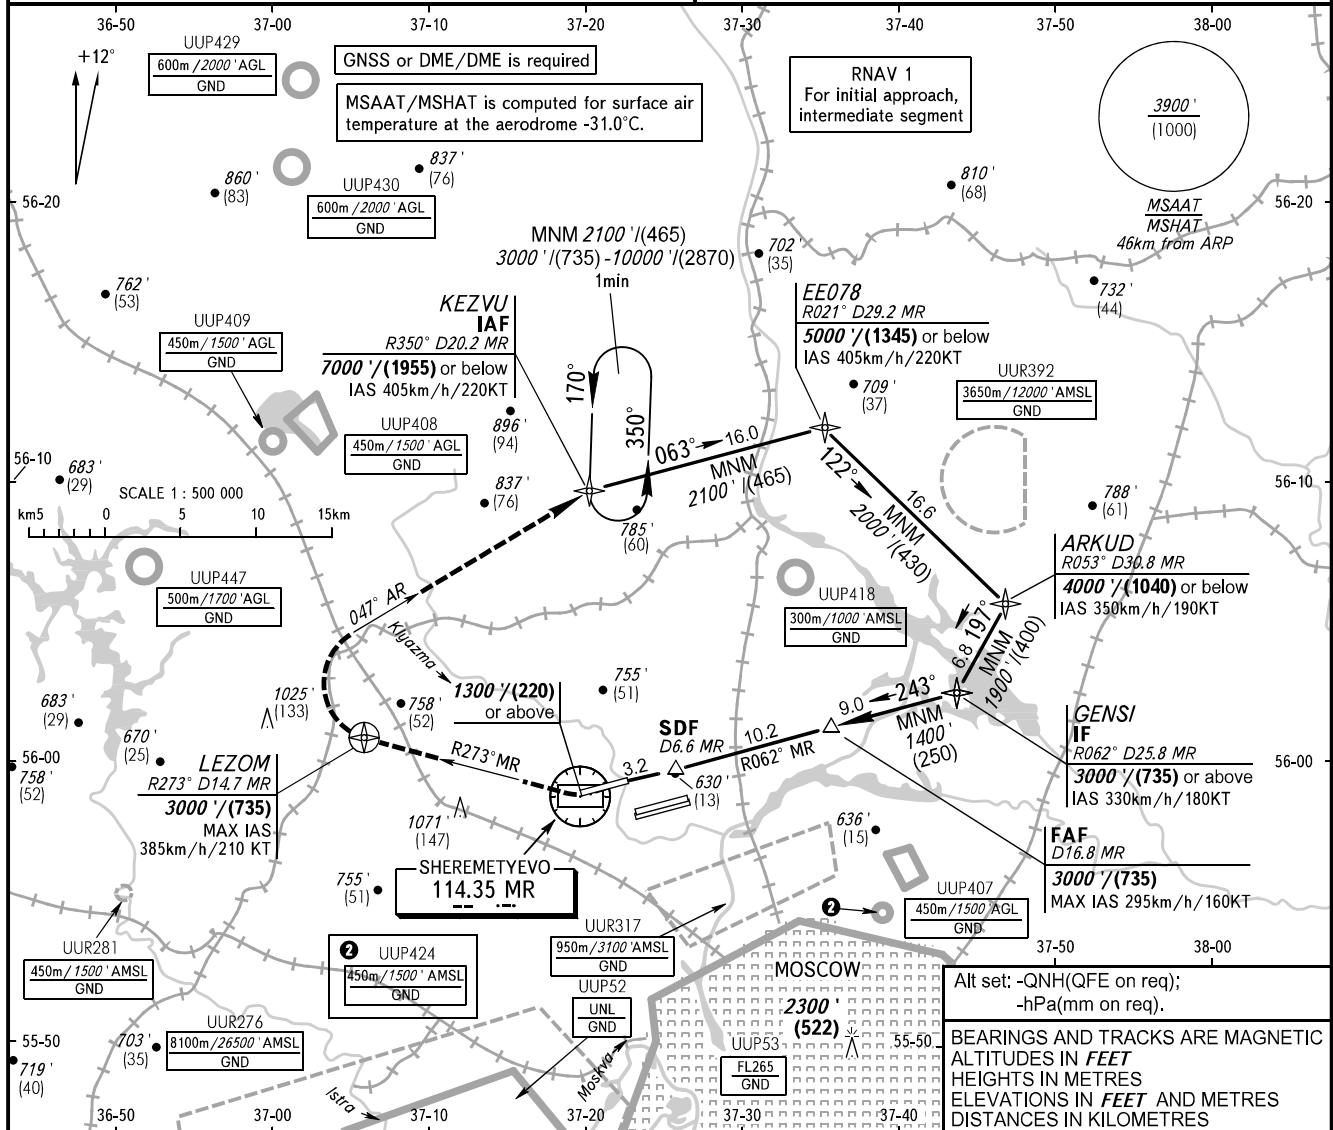 36-50 37-00 37-10 37-20 37-30 37-40 37-50 38-00
+12°
UUP429
600m/2000'AGL
GND
GNSS or DME/DME is required
MSAAT/MSHAT is computed for surface air
temperature at the aerodrome -31.0°C.
RNAV 1
For initial approach,
intermediate segment
3900'
(1000)
MSAAT
MSHAT
46km from ARP
860'
(83)
837'
(76)
UUP430
600m/2000'AGL
GND
810'
(68)
56-20
56-20
MNM 2100'/(465)
3000'/(735)-10000'/(2870)
1min
702'
(35)
732'
(44)
762'
(53)
UUP409
450m/1500'AGL
GND
KEZVU
IAF
R350° D20.2 MR
7000'/(1955) or below
IAS 405km/h/220KT
EE078
R021° D29.2 MR
5000'/(1345) or below
IAS 405km/h/220KT
170°
350°
709'
(37)
UUR392
3650m/12000'AMSL
GND
896'
(94)
UUP408
450m/1500'AGL
GND
063° 16.0
MNM
2100'/(465)
122°
16.6
MNM
2000'/(430)
56-10
56-10
683'
(29)
SCALE 1 : 500 000
km5 0 5 10 15km
837'
(76)
785'
(60)
788'
(61)
ARKUD
R053° D30.8 MR
4000'/(1040) or below
IAS 350km/h/190KT
UUP447
500m/1700'AGL
GND
047° AR
Klyazma
UUP418
300m/1000'AMSL
GND
197°
6.8
MNM
1900'/(400)
683'
(29)
1025'
(133)
758'
(52)
1300'/(220)
or above
755'
(51)
SDF
D6.6 MR
10.2
R062° MR
9.0
243°
MNM
1400'
(250)
GENSI
IF
R062° D25.8 MR
3000'/(735) or above
IAS 330km/h/180KT
670'
(25)
56-00
56-00
758'
(52)
LEZOM
R273° D14.7 MR
3000'/(735)
MAX IAS
385km/h/210 KT
R273°MR
3.2
630'
(13)
1071'
(147)
636'
(15)
FAF
D16.8 MR
3000'/(735)
MAX IAS 295km/h/160KT
SHEREMETYEVO
114.35 MR
755'
(51)
2
UUP407
450m/1500'AGL
GND
UUR281
450m/1500'AMSL
GND
2 UUP424
450m/1500'AMSL
GND
UUR317
950m/3100'AMSL
GND
MOSCOW
2300'
(522)
37-50 38-00
Alt set: -QNH(QFE on req);
-hPa(mm on req).
UUP52
UNL
GND
UUP53
FL265
GND
UUR276
8100m/26500'AMSL
GND
55-50
55-50
703'
(35)
719'
(40)
Istra
Moskva
BEARINGS AND TRACKS ARE MAGNETIC
ALTITUDES IN FEET
HEIGHTS IN METRES
ELEVATIONS IN FEET AND METRES
DISTANCES IN KILOMETRES
36-50 37-00 37-10 37-20 37-30 37-40